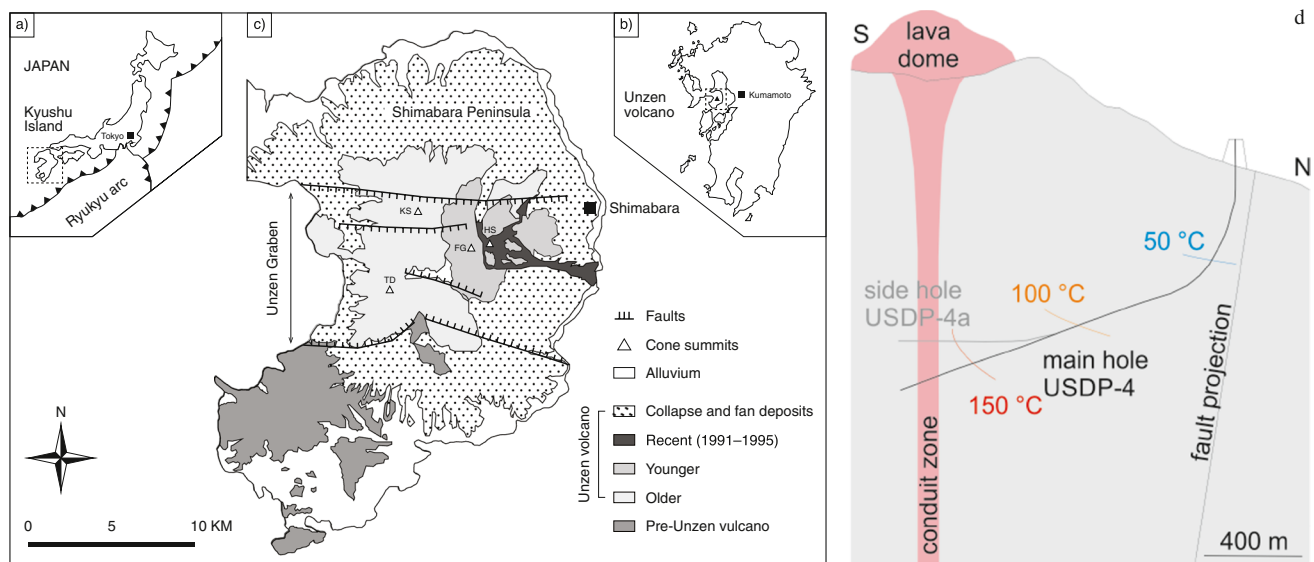 a)
JAPAN
Kyushu
Island
Tokyo
Ryukyu arc
c)
Shimabara Peninsula
KS
HS
FG
TD
Shimabara
Unzen Graben
b)
Kumamoto
Unzen
volcano
Faults
Cone summits
Alluvium
Unzen volcano
Collapse and fan deposits
Recent (1991–1995)
Younger
Older
Pre-Unzen vulcano
N
0 5 10 KM
d
S
lava
dome
N
50 °C
side hole
USDP-4a
100 °C
main hole
USDP-4
150 °C
conduit zone
fault projection
400 m